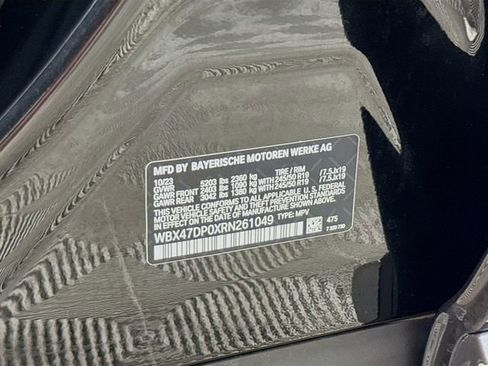 MFD BY BAYERISCHE MOTOREN WERKE AG
10/23 TIRE / RIM
GVWR 5203 lbs 2360 kg
GAWR FRONT 2403 lbs 1090 kg WITH 245/50 R19 / 7.5Jx19
GAWR REAR 3042 lbs 1380 kg WITH 245/50 R19 / 7.5Jx19
THIS VEHICLE CONFORMS TO ALL APPLICABLE
FEDERAL MOTOR VEHICLE SAFETY STANDARDS
IN EFFECT ON THE DATE OF MANUFACTURE SHOWN ABOVE.
WBX47DP0XRN261049 TYPE: MPV
475